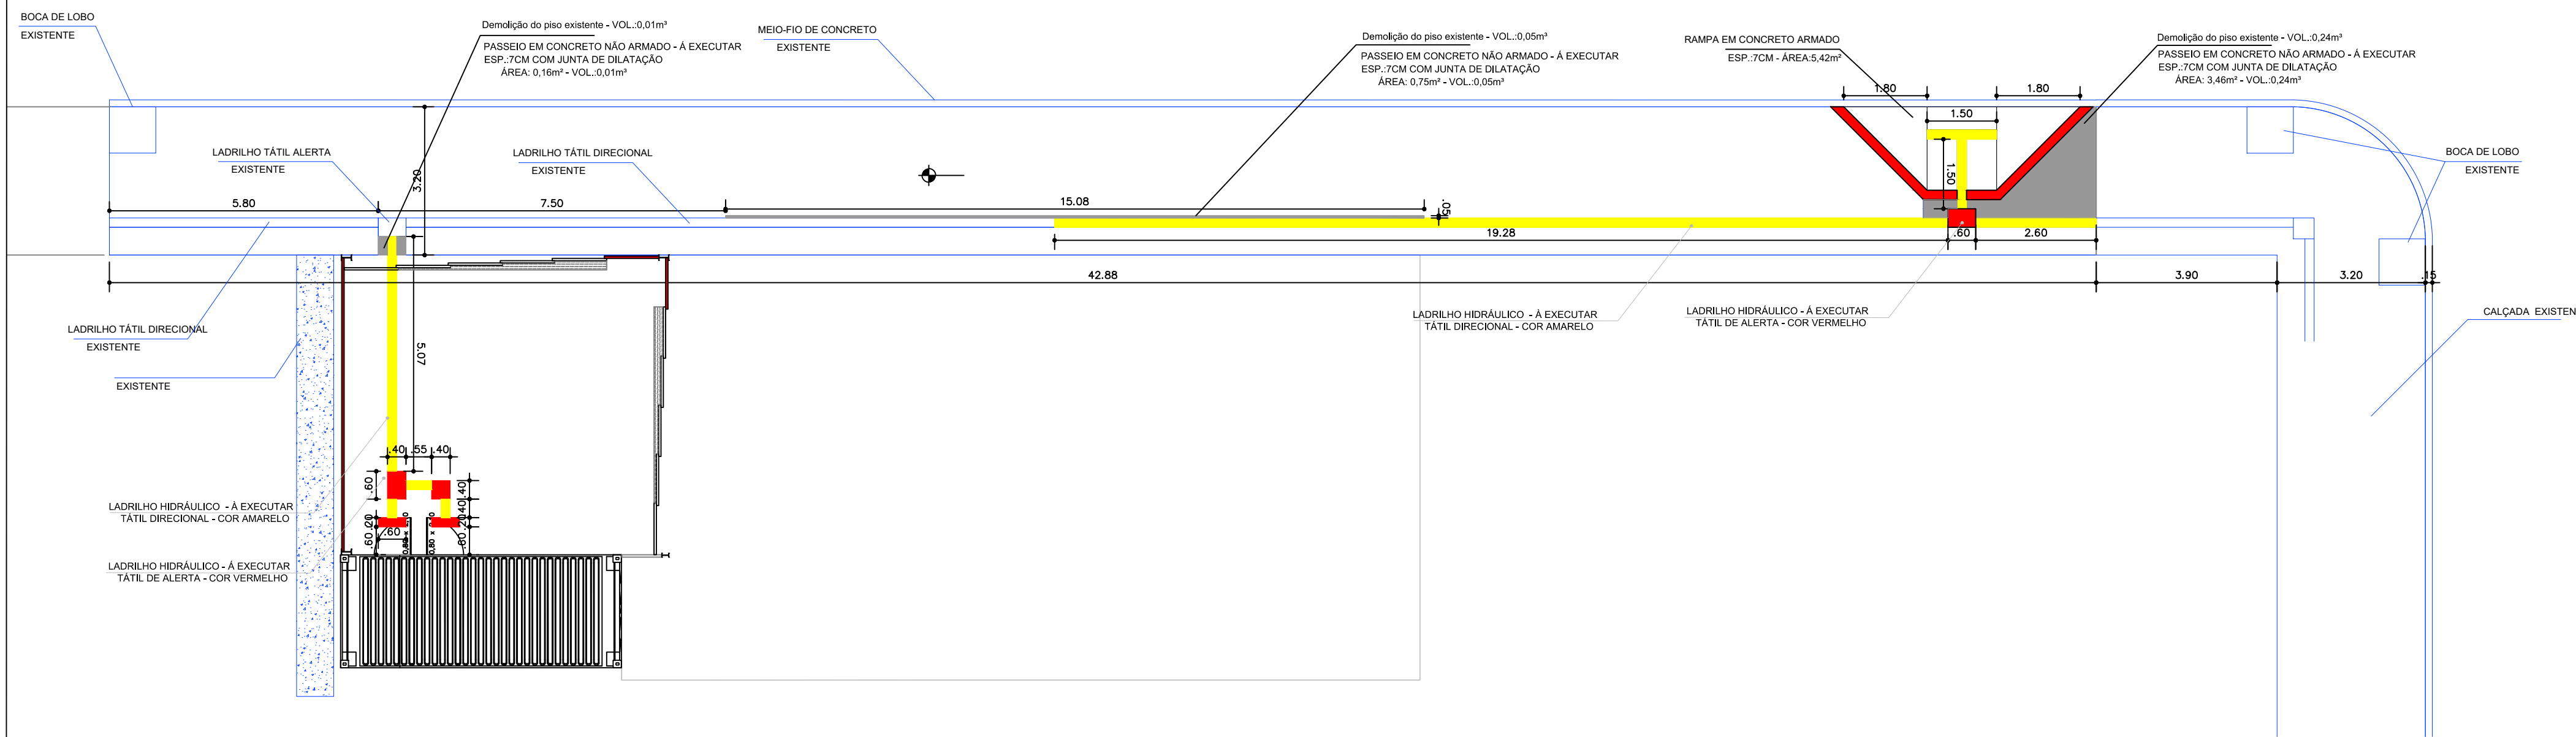 BOCA DE LOBO
EXISTENTE
Demolição do piso existente - VOL.:0,01m³
PASSEIO EM CONCRETO NÃO ARMADO - Á EXECUTAR
ESP.:7CM COM JUNTA DE DILATAÇÃO
ÁREA: 0,16m² - VOL.:0,01m³
MEIO-FIO DE CONCRETO
EXISTENTE
Demolição do piso existente - VOL.:0,05m³
PASSEIO EM CONCRETO NÃO ARMADO - Á EXECUTAR
ESP.:7CM COM JUNTA DE DILATAÇÃO
ÁREA: 0,75m² - VOL.:0,05m³
RAMPA EM CONCRETO ARMADO
ESP.:7CM - ÁREA:5,42m²
Demolição do piso existente - VOL.:0,24m³
PASSEIO EM CONCRETO NÃO ARMADO - Á EXECUTAR
ESP.:7CM COM JUNTA DE DILATAÇÃO
ÁREA: 3,46m² - VOL.:0,24m³
1.80
1.80
1.50
1.50
LADRILHO TÁTIL ALERTA
EXISTENTE
LADRILHO TÁTIL DIRECIONAL
EXISTENTE
BOCA DE LOBO
EXISTENTE
3.20
5.80
7.50
15.08
.05
19.28
.60
2.60
42.88
3.90
3.20
.15
LADRILHO TÁTIL DIRECIONAL
EXISTENTE
LADRILHO HIDRÁULICO - Á EXECUTAR
TÁTIL DIRECIONAL - COR AMARELO
LADRILHO HIDRÁULICO - Á EXECUTAR
TÁTIL DE ALERTA - COR VERMELHO
CALÇADA EXISTEN
5.07
EXISTENTE
.40
.55
.40
.60
.40
.40
.20
.20
.60
.60
.60
LADRILHO HIDRÁULICO - Á EXECUTAR
TÁTIL DIRECIONAL - COR AMARELO
LADRILHO HIDRÁULICO - Á EXECUTAR
TÁTIL DE ALERTA - COR VERMELHO